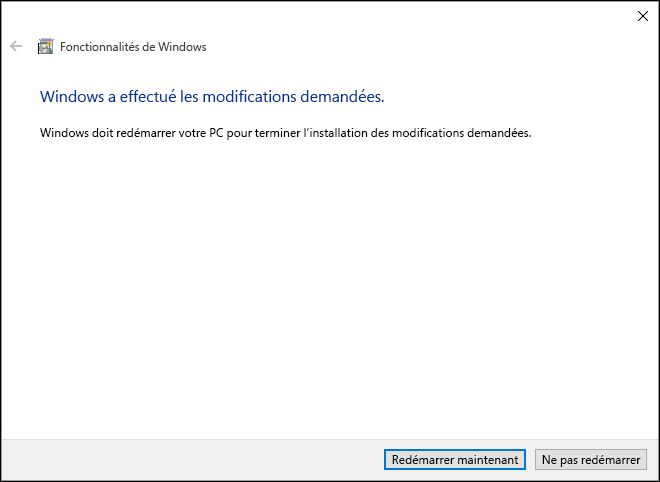 Fonctionnalités de Windows
Windows a effectué les modifications demandées.
Windows doit redémarrer votre PC pour terminer l’installation des modifications demandées.
Redémarrer maintenant
Ne pas redémarrer